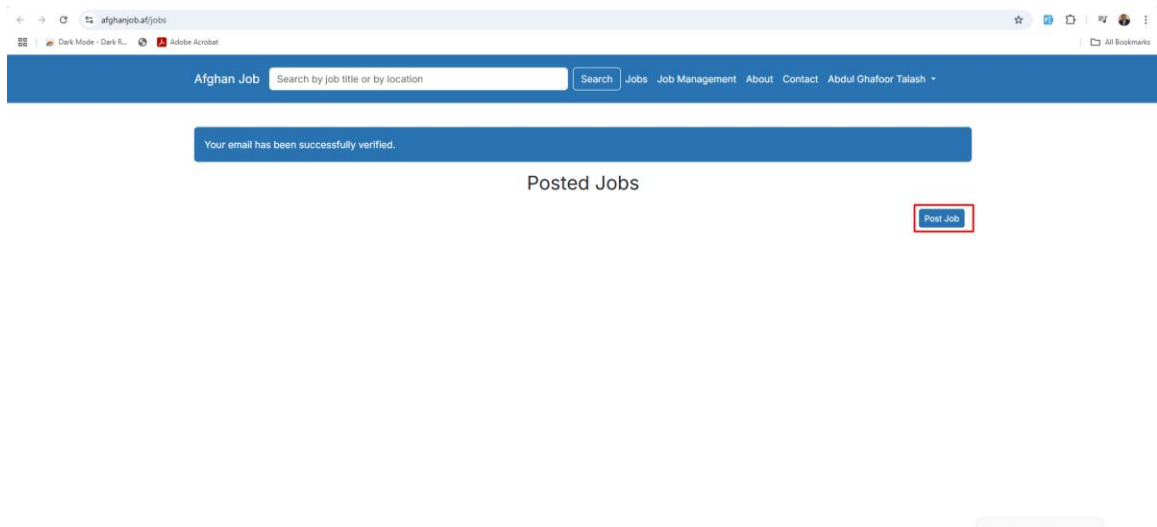 afghanjob.af/jobs
Dark Mode - Dark R... Adobe Acrobat All Bookmarks
Afghan Job Search by job title or by location Search Jobs Job Management About Contact Abdul Ghafoor Talash
Your email has been successfully verified.
Posted Jobs
Post Job